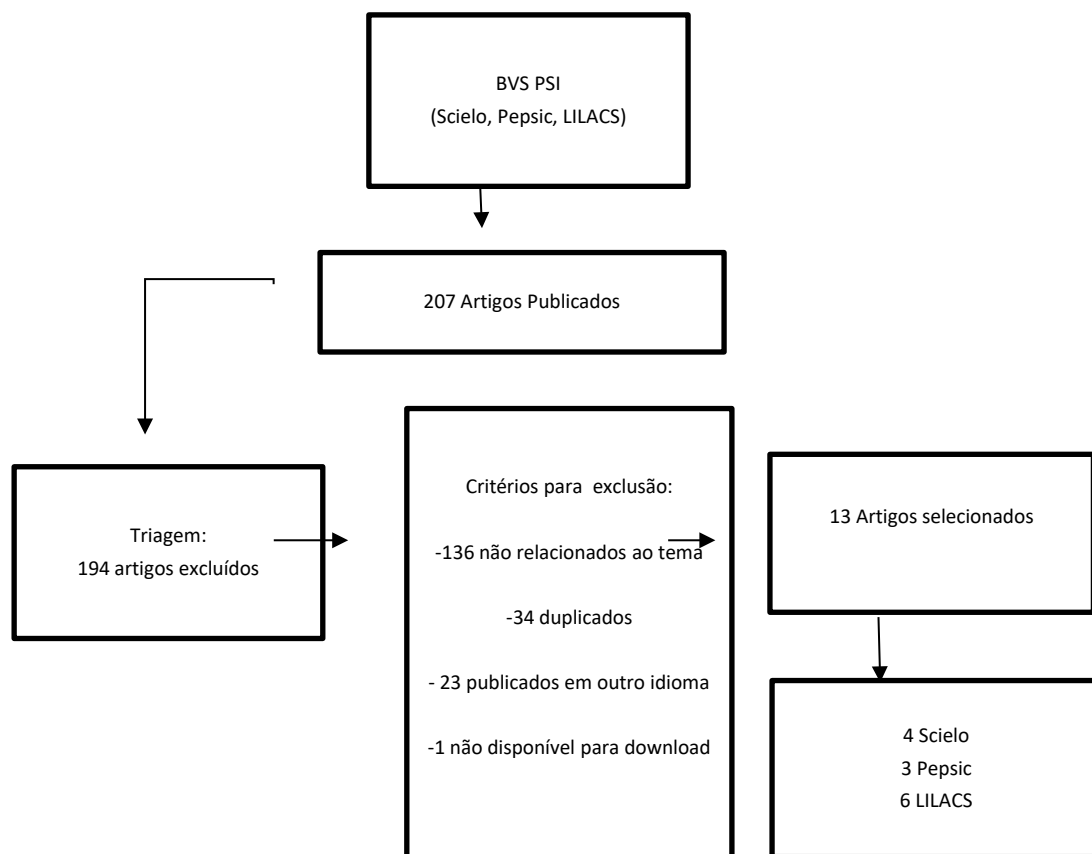 BVS PSI
(Scielo, Pepsic, LILACS)
207 Artigos Publicados
Triagem:
194 artigos excluídos
Critérios para exclusão:
-136 não relacionados ao tema
-34 duplicados
- 23 publicados em outro idioma
-1 não disponível para download
13 Artigos selecionados
4 Scielo
3 Pepsic
6 LILACS